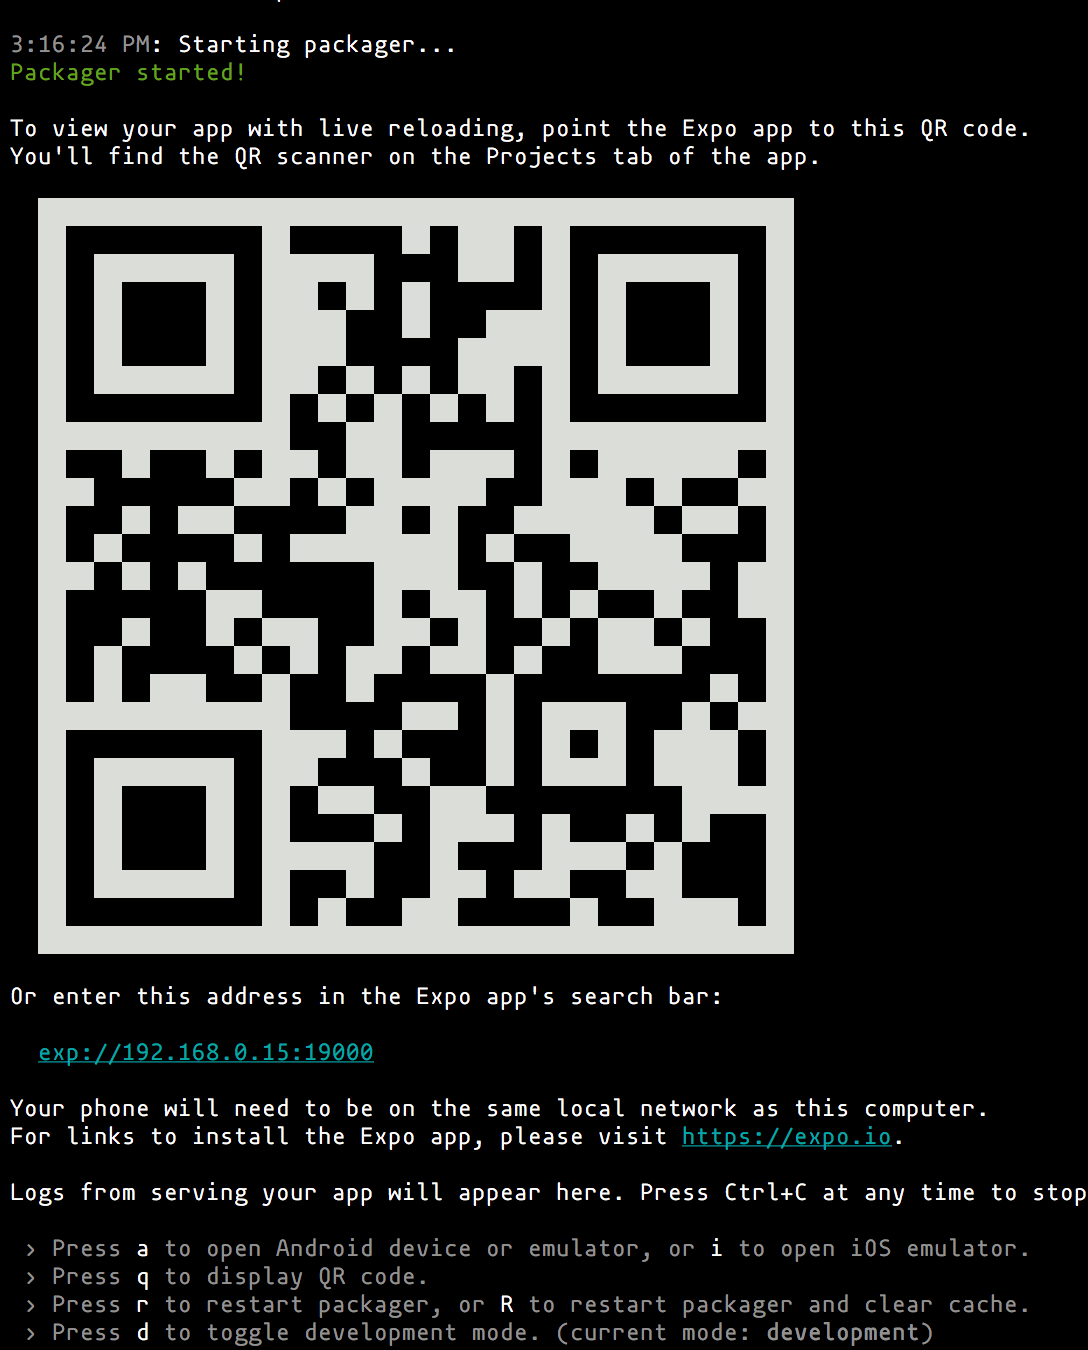 3:16:24 PM: Starting packager...
Packager started!
To view your app with live reloading, point the Expo app to this QR code.
You'll find the QR scanner on the Projects tab of the app.
Or enter this address in the Expo app's search bar:
exp://192.168.0.15:19000
Your phone will need to be on the same local network as this computer.
For links to install the Expo app, please visit https://expo.io.
Logs from serving your app will appear here. Press Ctrl+C at any time to stop
› Press a to open Android device or emulator, or i to open iOS emulator.
› Press q to display QR code.
› Press r to restart packager, or R to restart packager and clear cache.
› Press d to toggle development mode. (current mode: development)